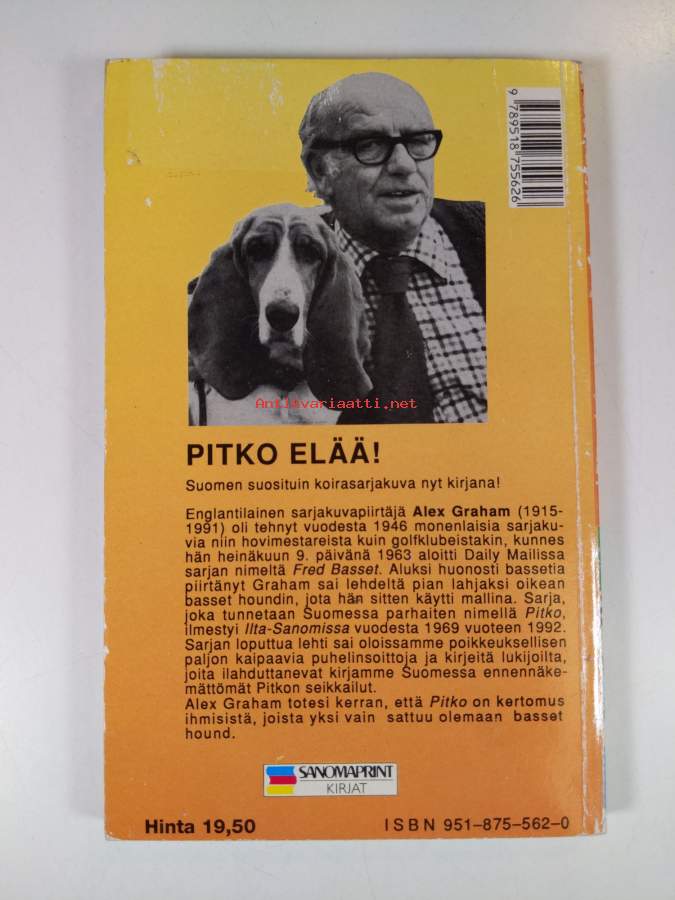 9 789518 755626
Antikvariaatti.net
PITKO ELÄÄ!
Suomen suosituin koirasarjakuva nyt kirjana!
Englantilainen sarjakuvapiirtäjä Alex Graham (1915-
1991) oli tehnyt vuodesta 1946 monenlaisia sarjaku-
via niin hovimestareista kuin golfklubeistakin, kunnes
hän heinäkuun 9. päivänä 1963 aloitti Daily Mailissa
sarjan nimeltä Fred Basset. Aluksi huonosti bassetia
piirtänyt Graham sai lehdeltä pian lahjaksi oikean
basset houndin, jota hän sitten käytti mallina. Sarja,
joka tunnetaan Suomessa parhaiten nimellä Pitko,
ilmestyi Ilta-Sanomissa vuodesta 1969 vuoteen 1992.
Sarjan loputtua lehti sai oloissamme poikkeuksellisen
paljon kaipaavia puhelinsoittoja ja kirjeitä lukijoilta,
joita ilahduttanevat kirjamme Suomessa ennennäke-
mättömät Pitkon seikkailut.
Alex Graham totesi kerran, että Pitko on kertomus
ihmisistä, joista yksi vain sattuu olemaan basset
hound.
SANOMAPRINT
KIRJAT
Hinta 19,50
ISBN 951-875-562-0